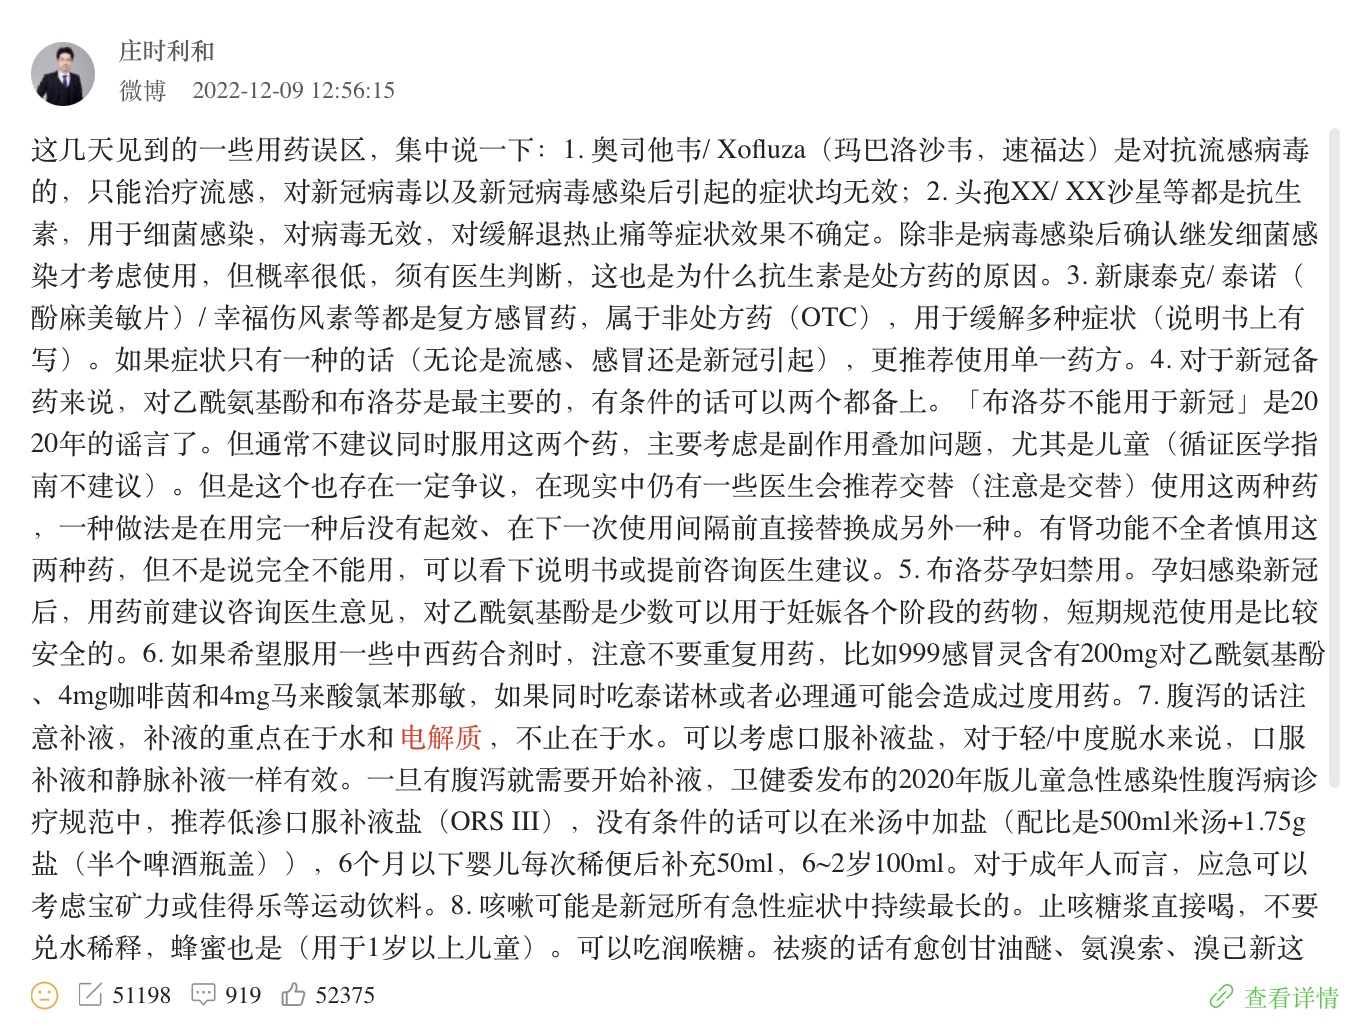 庄时利和
微博 2022-12-09 12:56:15
这几天见到的一些用药误区，集中说一下：1. 奥司他韦/ Xofluza（玛巴洛沙韦，速福达）是对抗流感病毒
的，只能治疗流感，对新冠病毒以及新冠病毒感染后引起的症状均无效；2. 头孢XX/ XX沙星等都是抗生
素，用于细菌感染，对病毒无效，对缓解退热止痛等症状效果不确定。除非是病毒感染后确认继发细菌感
染才考虑使用，但概率很低，须有医生判断，这也是为什么抗生素是处方药的原因。3. 新康泰克/ 泰诺（
酚麻美敏片）/ 幸福伤风素等都是复方感冒药，属于非处方药（OTC），用于缓解多种症状（说明书上有
写）。如果症状只有一种的话（无论是流感、感冒还是新冠引起），更推荐使用单一药方。4. 对于新冠备
药来说，对乙酰氨基酚和布洛芬是最主要的，有条件的话可以两个都备上。「布洛芬不能用于新冠」是20
20年的谣言了。但通常不建议同时服用这两个药，主要考虑是副作用叠加问题，尤其是儿童（循证医学指
南不建议）。但是这个也存在一定争议，在现实中仍有一些医生会推荐交替（注意是交替）使用这两种药
，一种做法是在用完一种后没有起效、在下一次使用间隔前直接替换成另外一种。有肾功能不全者慎用这
两种药，但不是说完全不能用，可以看下说明书或提前咨询医生建议。5. 布洛芬孕妇禁用。孕妇感染新冠
后，用药前建议咨询医生意见，对乙酰氨基酚是少数可以用于妊娠各个阶段的药物，短期规范使用是比较
安全的。6. 如果希望服用一些中西药合剂时，注意不要重复用药，比如999感冒灵含有200mg对乙酰氨基酚
、4mg咖啡茵和4mg马来酸氯苯那敏，如果同时吃泰诺林或者必理通可能会造成过度用药。7. 腹泻的话注
意补液，补液的重点在于水和 电解质 ，不止在于水。可以考虑口服补液盐，对于轻/中度脱水来说，口服
补液和静脉补液一样有效。一旦有腹泻就需要开始补液，卫健委发布的2020年版儿童急性感染性腹泻病诊
疗规范中，推荐低渗口服补液盐（ORS III），没有条件的话可以在米汤中加盐（配比是500ml米汤+1.75g
盐（半个啤酒瓶盖）），6个月以下婴儿每次稀便后补充50ml，6~2岁100ml。对于成年人而言，应急可以
考虑宝矿力或佳得乐等运动饮料。8. 咳嗽可能是新冠所有急性症状中持续最长的。止咳糖浆直接喝，不要
兑水稀释，蜂蜜也是（用于1岁以上儿童）。可以吃润喉糖。祛痰的话有愈创甘油醚、氨溴索、溴己新这
51198 919 52375 查看详情